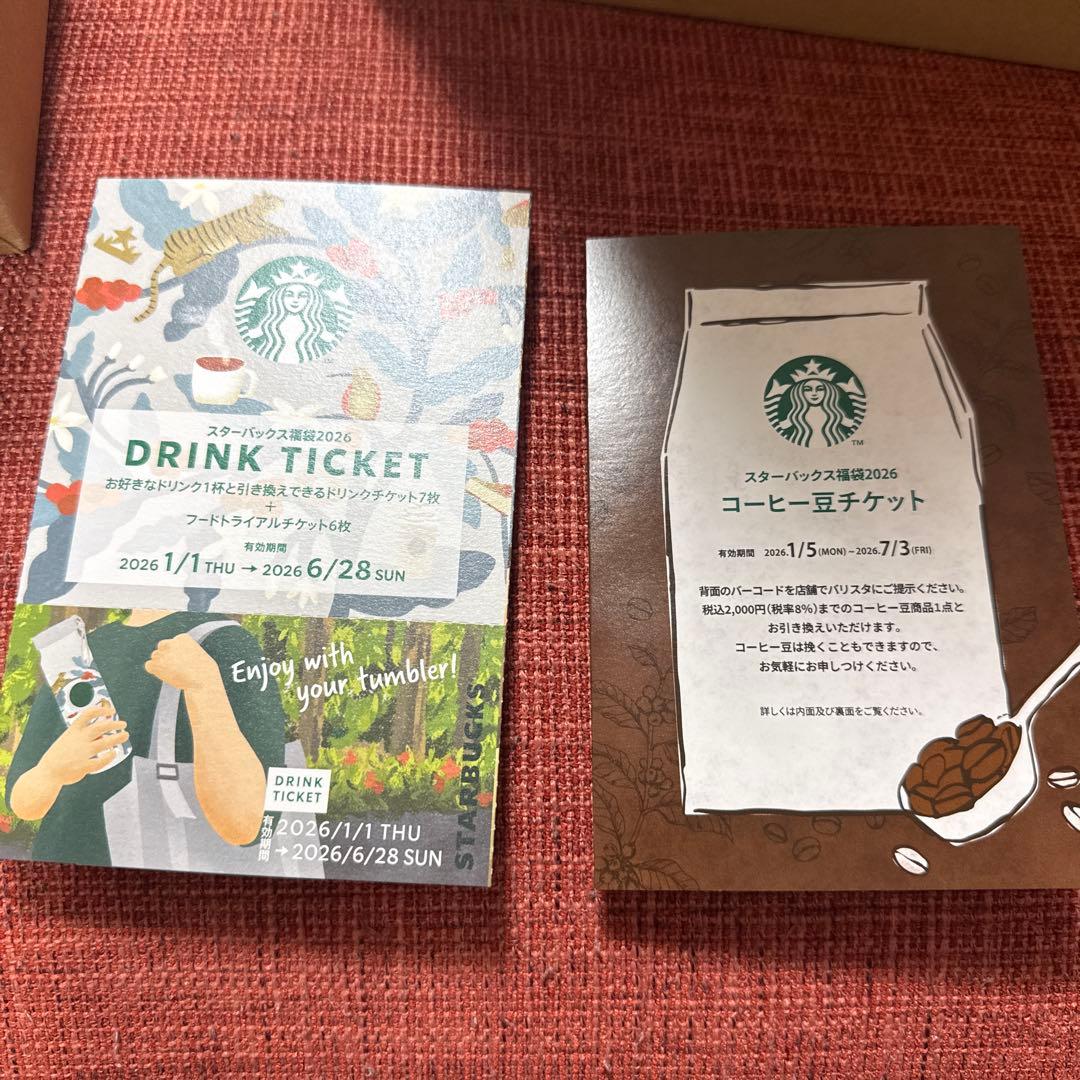 スターバックス福袋2026
DRINK TICKET
お好きなドリンク1杯と引き換えできるドリンクチケット7枚
+
フードトライアルチケット6枚
有効期間
2026 1/1 THU → 2026 6/28 SUN
Enjoy with
your tumbler!
STARBUCKS
DRINK
TICKET
有効期間
2026/1/1 THU
→2026/6/28 SUN
TM
スターバックス福袋2026
コーヒー豆チケット
有効期間 2026.1/5(MON)~2026.7/3(FRI)
背面のバーコードを店舗でバリスタにご提示ください。
税込2,000円(税率8%)までのコーヒー豆商品1点と
お引き換えいただけます。
コーヒー豆は挽くこともできますので、
お気軽にお申しつけください。
詳しくは内面及び裏面をご覧ください。